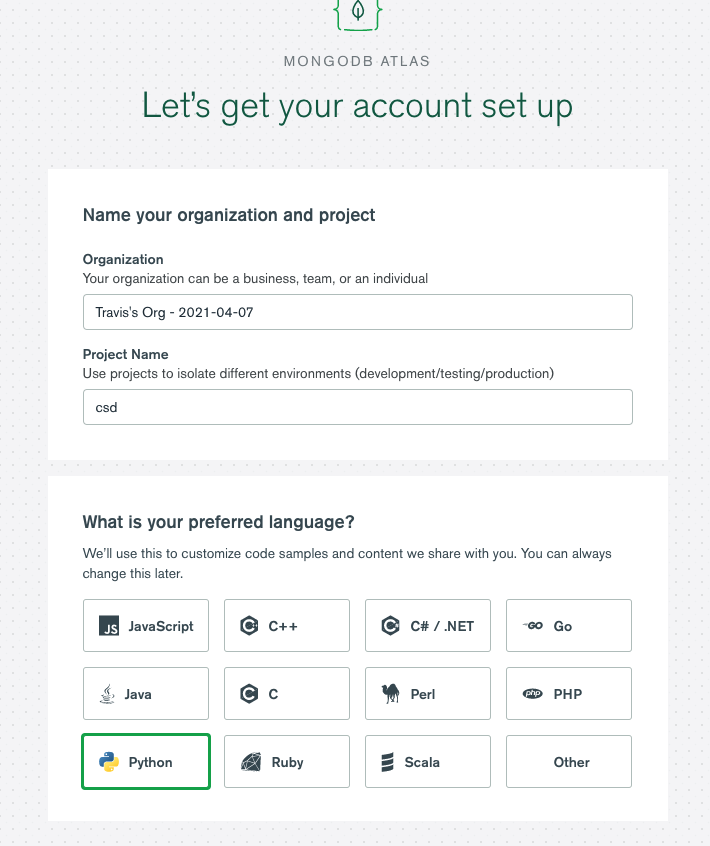 MONGODB ATLAS
Let's get your account set up
Name your organization and project
Organization
Your organization can be a business, team, or an individual
Travis's Org - 2021-04-07
Project Name
Use projects to isolate different environments (development/testing/production)
csd
What is your preferred language?
We'll use this to customize code samples and content we share with you. You can always
change this later.
JS JavaScript
C++ C++
C# C# / .NET
GO Go
Java
C C
Perl
php PHP
Python
Ruby
Scala
Other